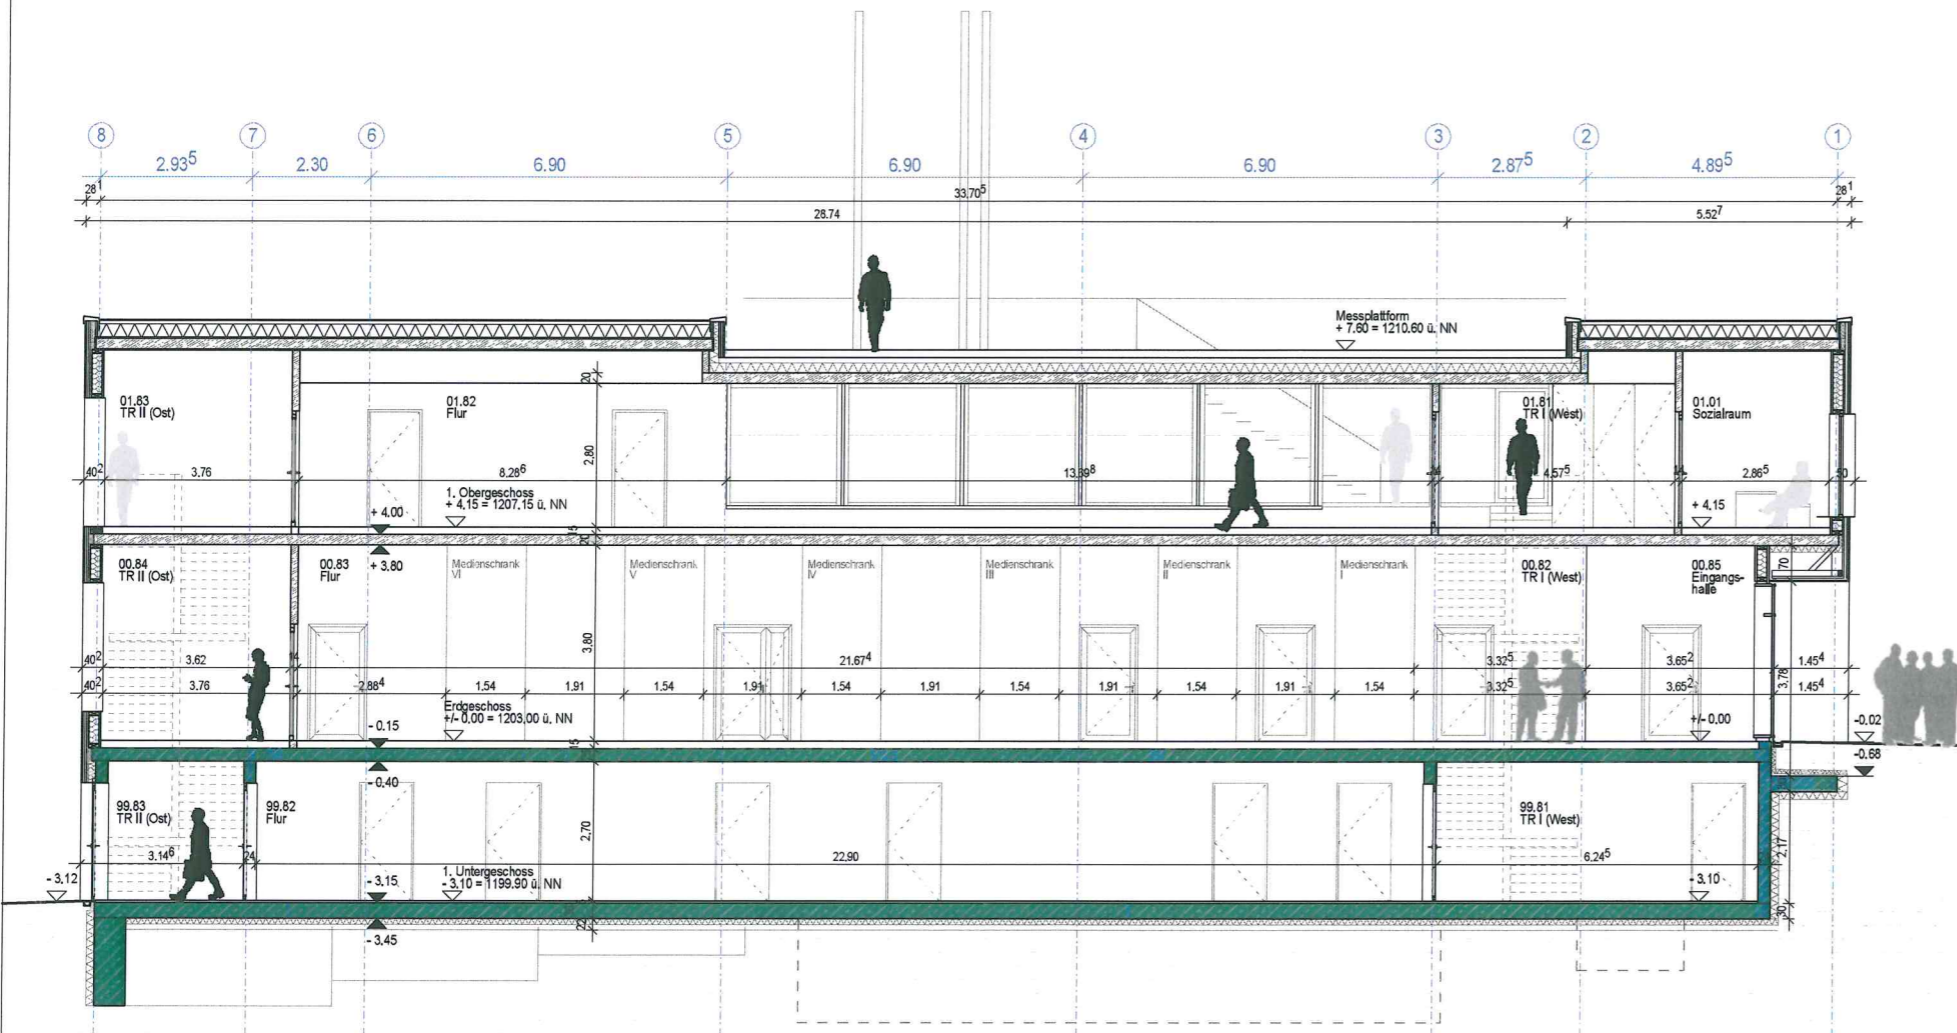 8 7 6 5 4 3 2 1
2.93⁵ 2.30 6.90 6.90 6.90 2.87⁵ 4.89⁵
28¹ 33.70⁵ 28¹
28.74 5.52⁷
Messplattform
+ 7.60 = 1210.60 ü. NN
20
01.83
TR II (Ost)
01.82
Flur
01.81
TR I (West)
01.01
Sozialraum
2,80
40² 3.76 8.28⁶ 4.57⁵ 14 2.86⁵ 50
1. Obergeschoss
+ 4,15 = 1207,15 ü. NN
+ 4.00
+ 4,15
15
20
+ 3.80
00.84
TR II (Ost)
00.83
Flur
Medienschrank
VI
Medienschrank
V
Medienschrank
IV
Medienschrank
III
Medienschrank
II
Medienschrank
I
00.82
TR I (West)
00.85
Eingangs-
halle
70
3,80
40² 3.62 14 21.67⁴ 3.32⁵ 3.65² 1.45⁴
40² 3.76 2.88⁴ 1.54 1.91 1.54 1.91 1.54 1.91 1.54 1.91 1.54 1.91 1.54 3.32⁵ 3.65² 1.45⁴
3,78
Erdgeschoss
+/- 0,00 = 1203,00 ü. NN
- 0.15
+/- 0.00
-0,02
15
-0.68
- 0,40
99.83
TR II (Ost)
99.82
Flur
99.81
TR I (West)
2,70
3.14⁶ 24 22.90 6.24⁵
2,17
1. Untergeschoss
- 3,10 = 1199.90 ü. NN
- 3,12
- 3,15
- 3,10
30
22
- 3,45